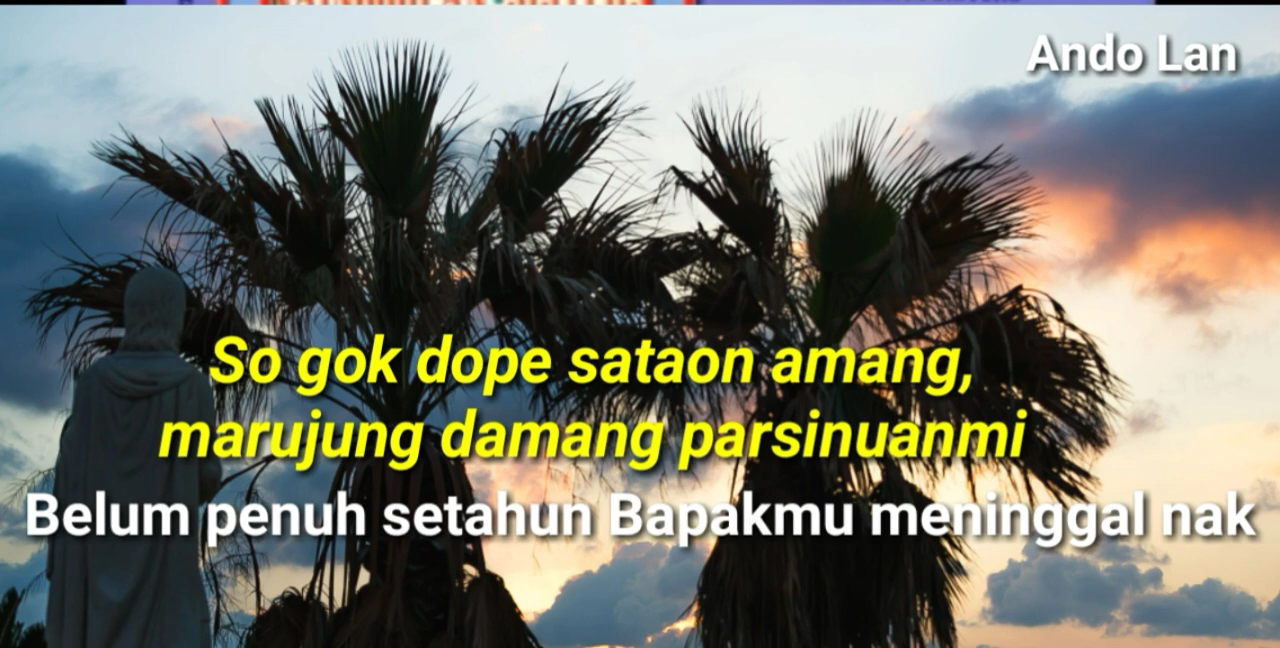 Ando Lan
So gok dope sataon amang,
marujung damang parsinuanmi
Belum penuh setahun Bapakmu meninggal nak